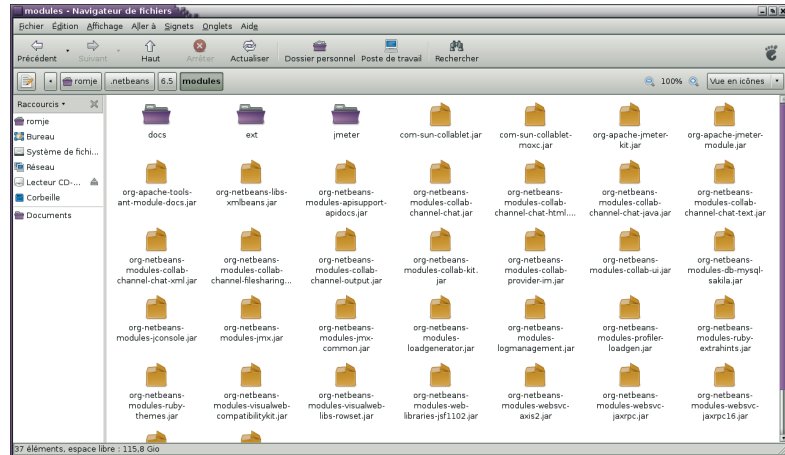 modules - Navigateur de fichiers
Fichier Édition Affichage Aller à Signets Onglets Aide
Précédent Suivant Haut Arrêter Actualiser Dossier personnel Poste de travail Rechercher
romje .netbeans 6.5 modules 100% Vue en icônes
Raccourcis
romje
Bureau
Système de fichi...
Réseau
Lecteur CD-...
Corbeille
Documents
docs ext jmeter com-sun-collablet.jar com-sun-collablet- org-apache-jmeter- org-apache-jmeter-
moxc.jar kit.jar module.jar
org-apache-tools- org-netbeans-libs- org-netbeans- org-netbeans- org-netbeans- org-netbeans- org-netbeans-
ant-module-docs.jar xmlbeans.jar modules-apisupport- modules-collab- modules-collab- modules-collab- modules-collab-
apidocs.jar channel-chat.jar channel-chat-html.... channel-chat-java.jar channel-chat-text.jar
org-netbeans- org-netbeans- org-netbeans- org-netbeans- org-netbeans- org-netbeans- org-netbeans-
modules-collab- modules-collab- modules-collab- modules-collab-kit. modules-collab- modules-collab-ui.jar modules-db-mysql-
channel-chat-xml.jar channel-filesharing... channel-output.jar jar provider-im.jar sakila.jar
org-netbeans- org-netbeans- org-netbeans- org-netbeans- org-netbeans- org-netbeans- org-netbeans-
modules-jconsole.jar modules-jmx.jar modules-jmx- modules- modules- modules-profiler- modules-ruby-
common.jar loadgenerator.jar logmanagement.jar loadgen.jar extrahints.jar
org-netbeans- org-netbeans- org-netbeans- org-netbeans- org-netbeans- org-netbeans- org-netbeans-
modules-ruby- modules-visualweb- modules-visualweb- modules-web- modules-websvc- modules-websvc- modules-websvc-
themes.jar compatibilitykit.jar libs-rowset.jar libraries-jsf1102.jar axis2.jar jaxrpc.jar jaxrpc16.jar
37 éléments, espace libre : 115,8 Gio